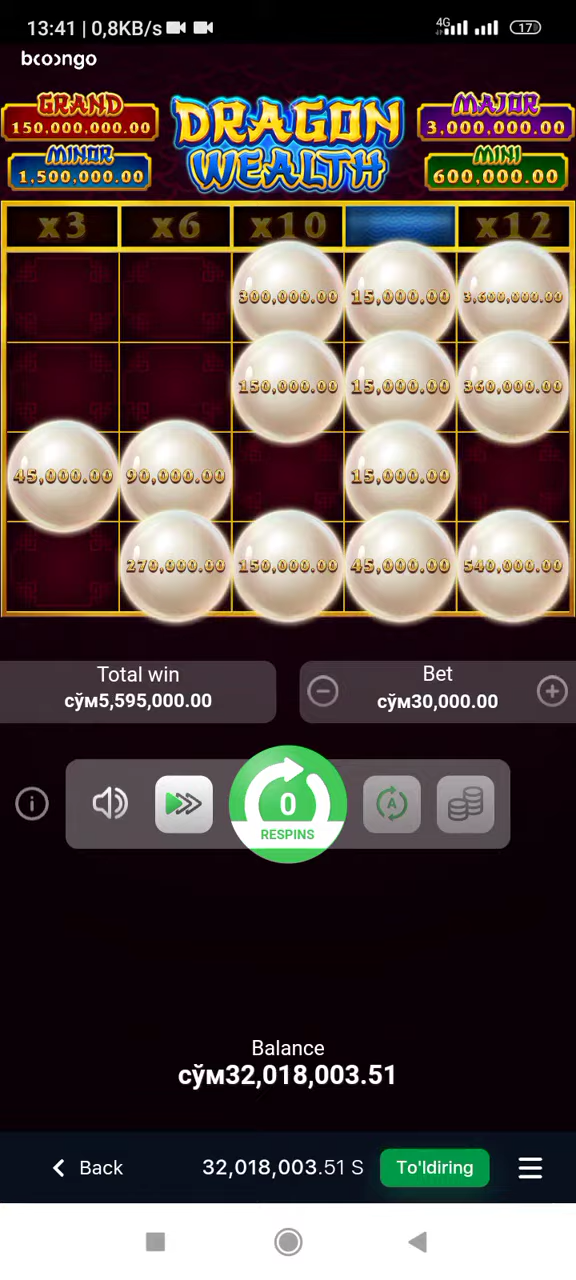 13:41 | 0,8KB/s 4G 17
booongo
GRAND
150,000,000.00
MINOR
1,500,000.00
DRAGON
WEALTH
MAJOR
3,000,000.00
MINI
600,000.00
x3 x6 x10 x12
300,000.00 15,000.00 3,600,000.00
150,000.00 15,000.00 360,000.00
45,000.00 90,000.00 15,000.00
270,000.00 150,000.00 45,000.00 540,000.00
Total win
сўм5,595,000.00
Bet
сўм30,000.00
A
0
RESPINS
Balance
сўм32,018,003.51
Back 32,018,003.51 S To'ldiring